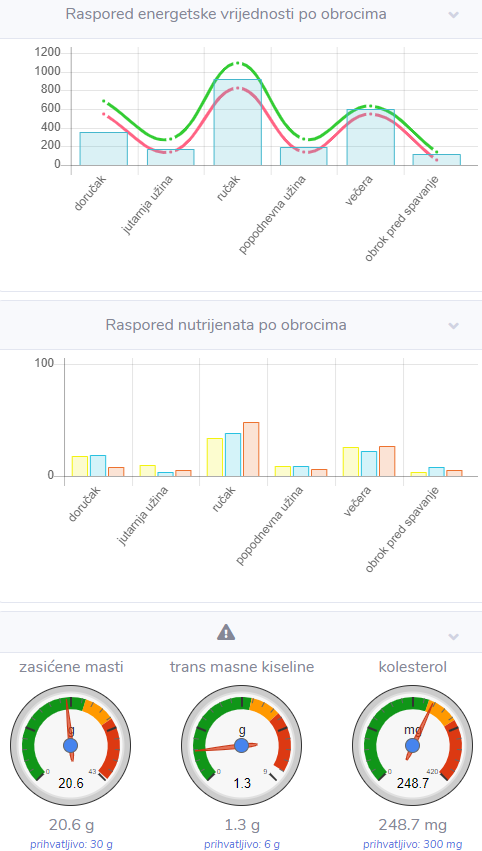 Raspored energetske vrijednosti po obrocima
1200
1000
800
600
400
200
0
doručak
jutarnja užina
ručak
popodnevna užina
večera
obrok pred spavanje
Raspored nutrijenata po obrocima
100
0
doručak
jutarnja užina
ručak
popodnevna užina
večera
obrok pred spavanje
zasićene masti
trans masne kiseline
kolesterol
g
g
mg
0
43
0
9
0
420
20.6
1.3
248.7
20.6 g
1.3 g
248.7 mg
prihvatljivo: 30 g
prihvatljivo: 6 g
prihvatljivo: 300 mg